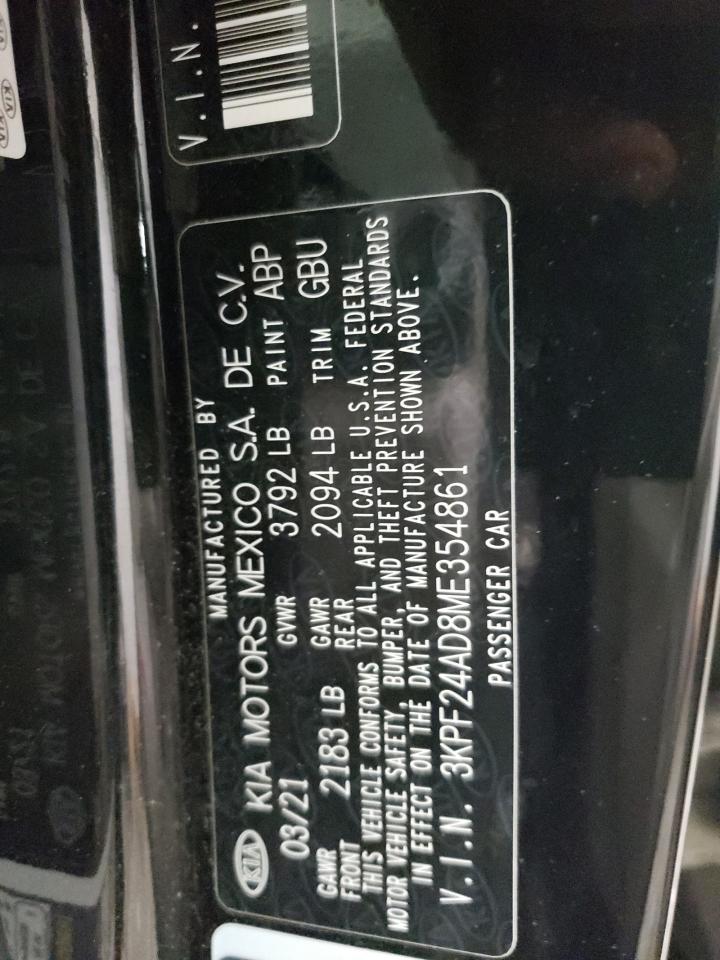 V.I.N.
MANUFACTURED BY
KIA KIA MOTORS MEXICO S.A. DE C.V.
03/21 GVWR 3792 LB PAINT ABP
GAWR FRONT 2183 LB GAWR REAR 2094 LB TRIM GBU
THIS VEHICLE CONFORMS TO ALL APPLICABLE U.S.A. FEDERAL
MOTOR VEHICLE SAFETY, BUMPER, AND THEFT PREVENTION STANDARDS
IN EFFECT ON THE DATE OF MANUFACTURE SHOWN ABOVE.
V.I.N. 3KPF24AD8ME354861
PASSENGER CAR